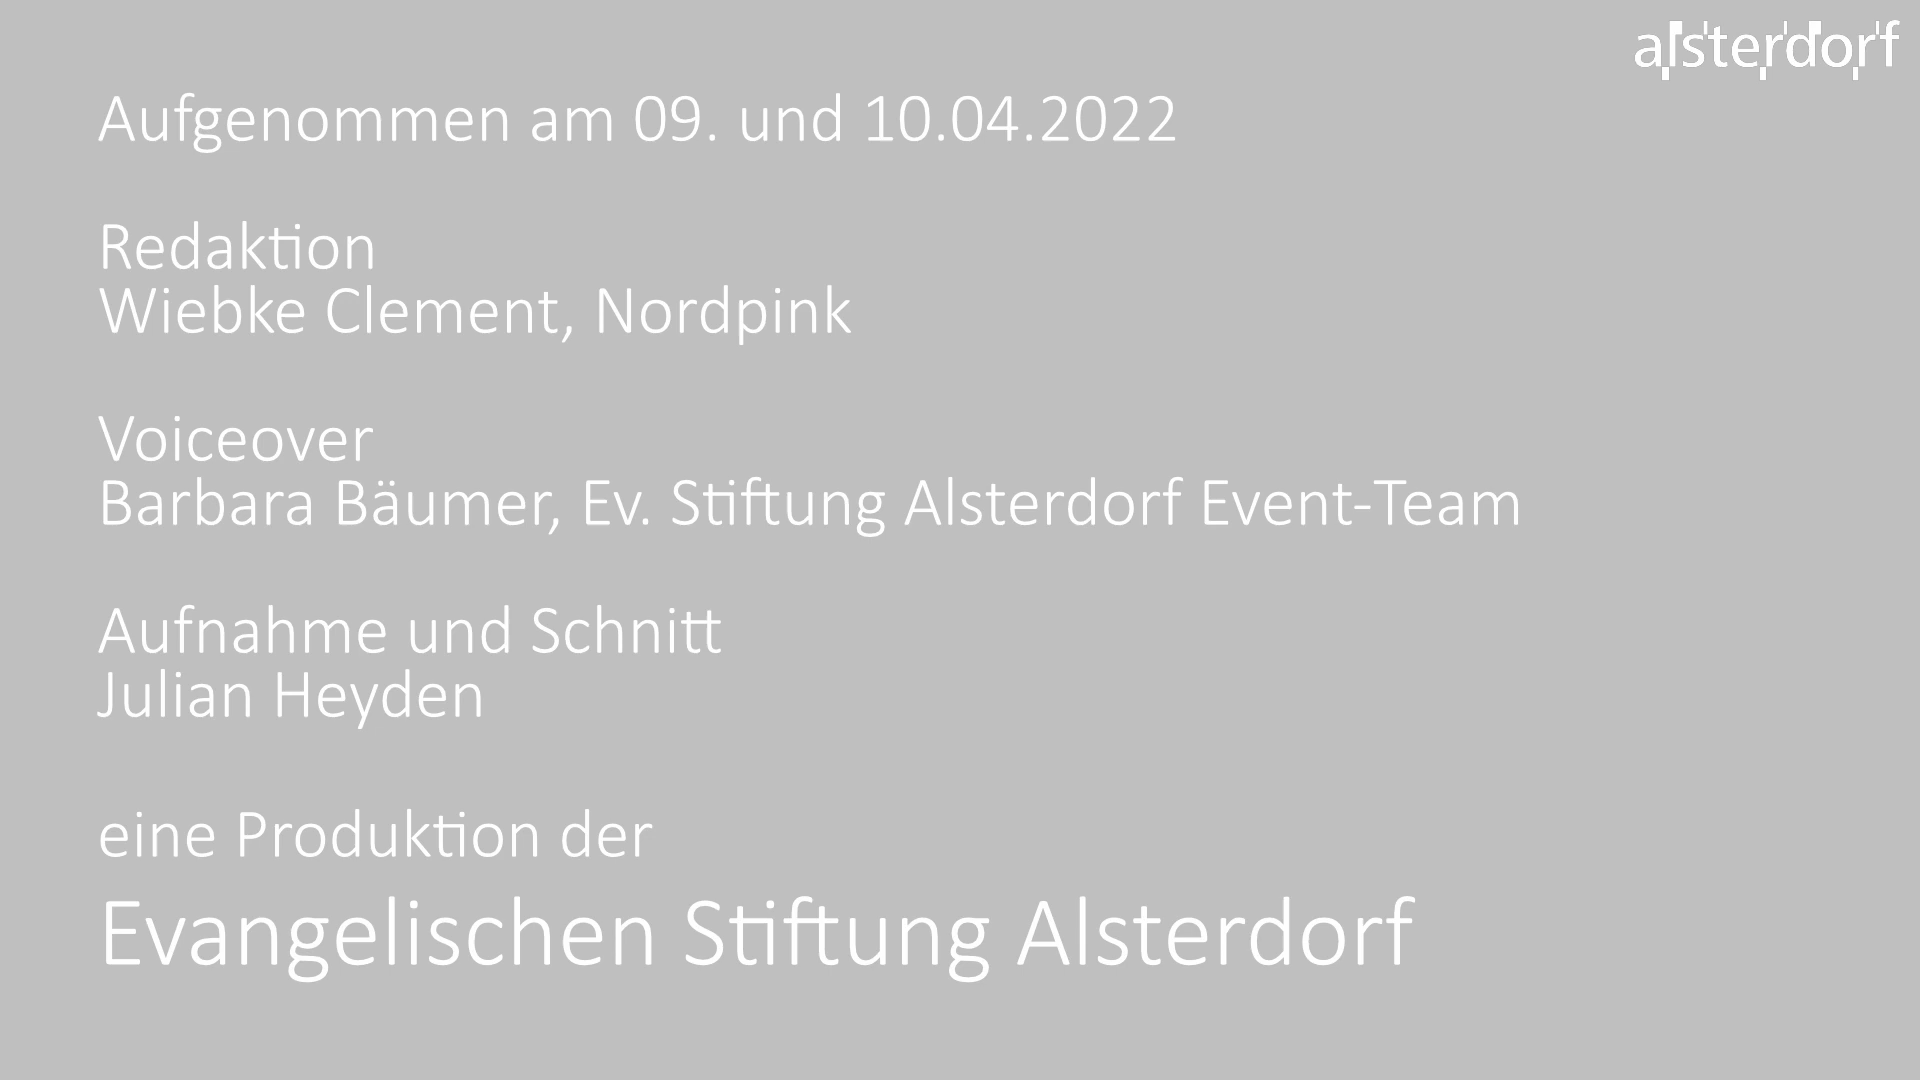 alsterdorf
Aufgenommen am 09. und 10.04.2022
Redaktion
Wiebke Clement, Nordpink
Voiceover
Barbara Bäumer, Ev. Stiftung Alsterdorf Event-Team
Aufnahme und Schnitt
Julian Heyden
eine Produktion der
Evangelischen Stiftung Alsterdorf